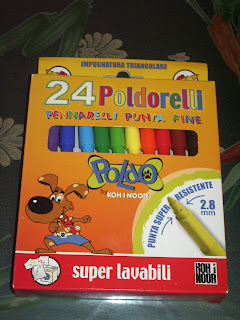 IMPUGNATURA TRIANGOLARE
24 Poldorelli
PENNARELLI PUNTA FINE
POLDO
by KOH-I-NOOR
PUNTA SUPER RESISTENTE
2.8
mm
super lavabili
KOH-I
NOOR